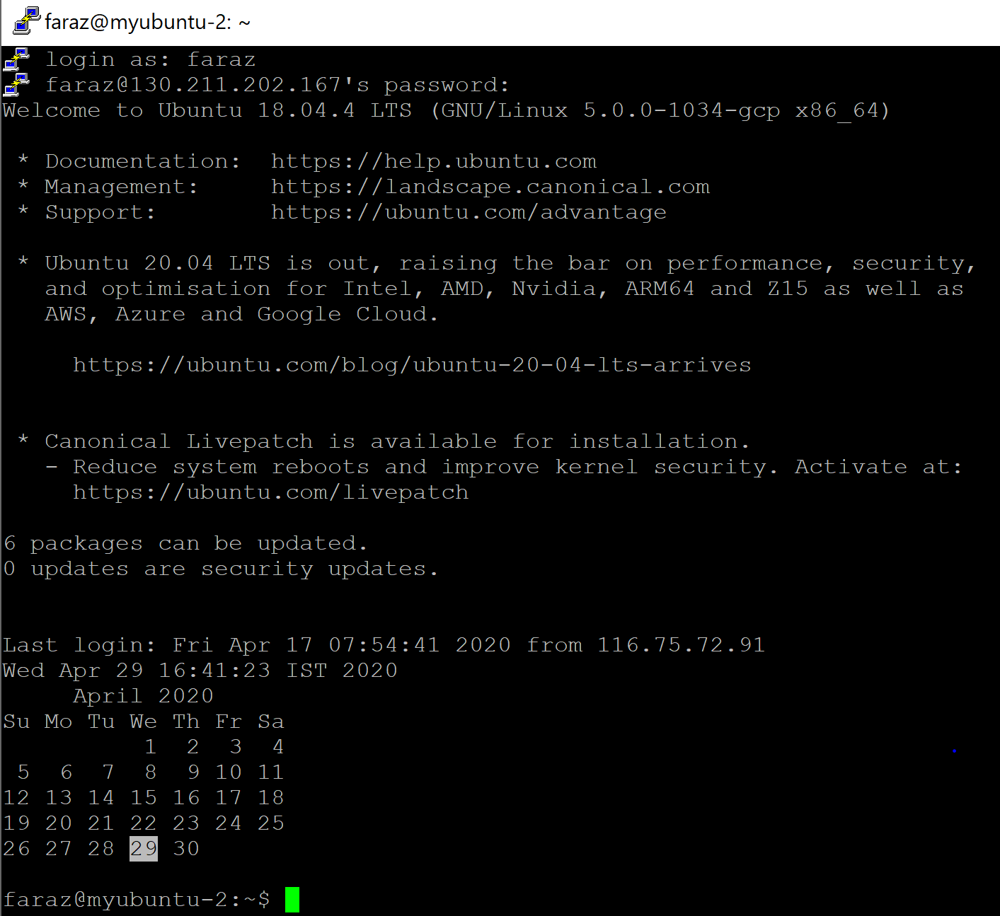 faraz@myubuntu-2: ~
login as: faraz
faraz@130.211.202.167's password:
Welcome to Ubuntu 18.04.4 LTS (GNU/Linux 5.0.0-1034-gcp x86_64)
* Documentation:  https://help.ubuntu.com
* Management:     https://landscape.canonical.com
* Support:        https://ubuntu.com/advantage
* Ubuntu 20.04 LTS is out, raising the bar on performance, security,
and optimisation for Intel, AMD, Nvidia, ARM64 and Z15 as well as
AWS, Azure and Google Cloud.
https://ubuntu.com/blog/ubuntu-20-04-lts-arrives
* Canonical Livepatch is available for installation.
- Reduce system reboots and improve kernel security. Activate at:
https://ubuntu.com/livepatch
6 packages can be updated.
0 updates are security updates.
Last login: Fri Apr 17 07:54:41 2020 from 116.75.72.91
Wed Apr 29 16:41:23 IST 2020
April 2020
Su Mo Tu We Th Fr Sa
1  2  3  4
5  6  7  8  9 10 11
12 13 14 15 16 17 18
19 20 21 22 23 24 25
26 27 28 29 30
faraz@myubuntu-2:~$